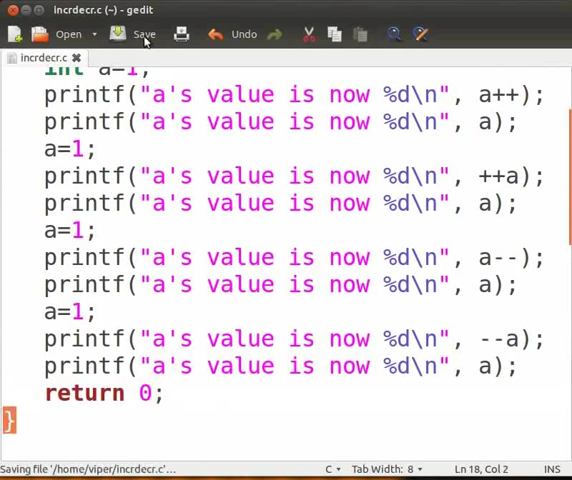 incrdecr.c (~) - gedit
Open Save Undo
incrdecr.c
int a=1;
printf("a's value is now %d\n", a++);
printf("a's value is now %d\n", a);
a=1;
printf("a's value is now %d\n", ++a);
printf("a's value is now %d\n", a);
a=1;
printf("a's value is now %d\n", a--);
printf("a's value is now %d\n", a);
a=1;
printf("a's value is now %d\n", --a);
printf("a's value is now %d\n", a);
return 0;
}
Saving file '/home/viper/incrdecr.c'... C Tab Width: 8 Ln 18, Col 2 INS